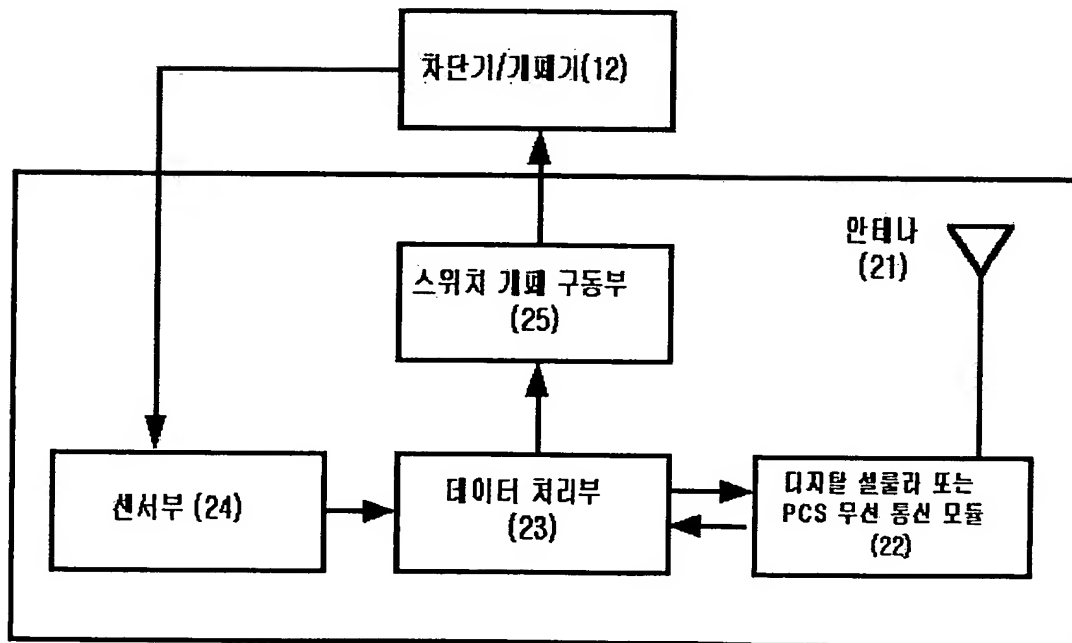 차단기/개폐기(12)
안테나
(21)
스위치 개폐 구동부
(25)
센서부 (24)
데이터 처리부
(23)
디지탈 셀룰라 또는
PCS 무선 통신 모듈
(22)